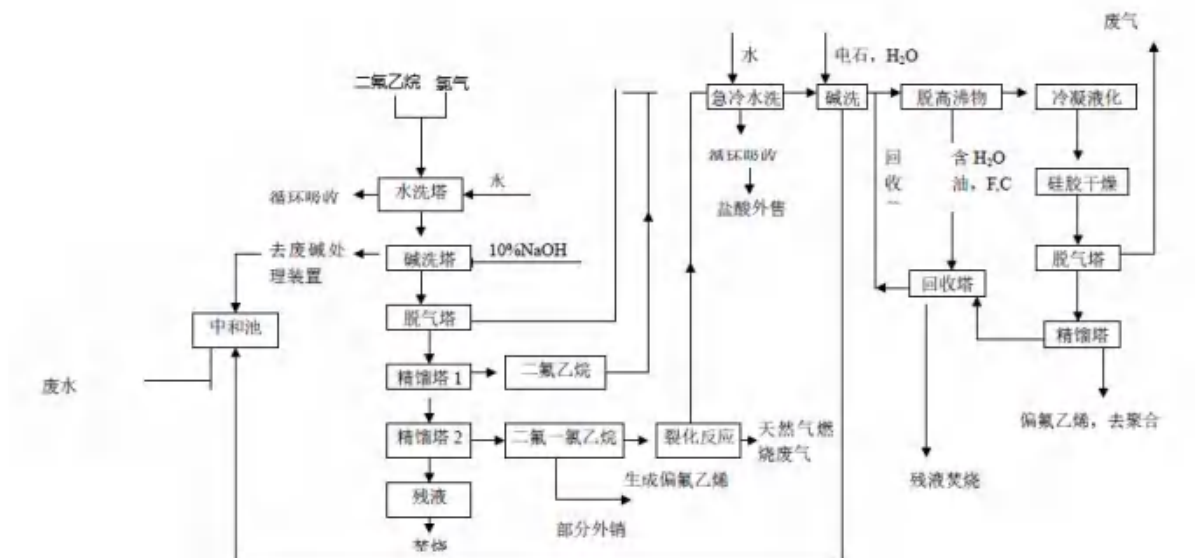 废气
水
电石，H₂O
二氟乙烷 氯气
急冷水洗
碱洗
脱高沸物
冷凝液化
循环吸收
回
收
含 H₂O
油，F,C
硅胶干燥
水洗塔
水
循环吸收
盐酸外售
去废碱处
理装置
碱洗塔
10%NaOH
脱气塔
回收塔
脱气塔
中和池
精馏塔
废水
精馏塔 1
二氟乙烷
偏氟乙烯，去聚合
精馏塔 2
二氟一氯乙烷
裂化反应
天然气燃
烧废气
生成偏氟乙烯
残液焚烧
残液
部分外销
焚烧